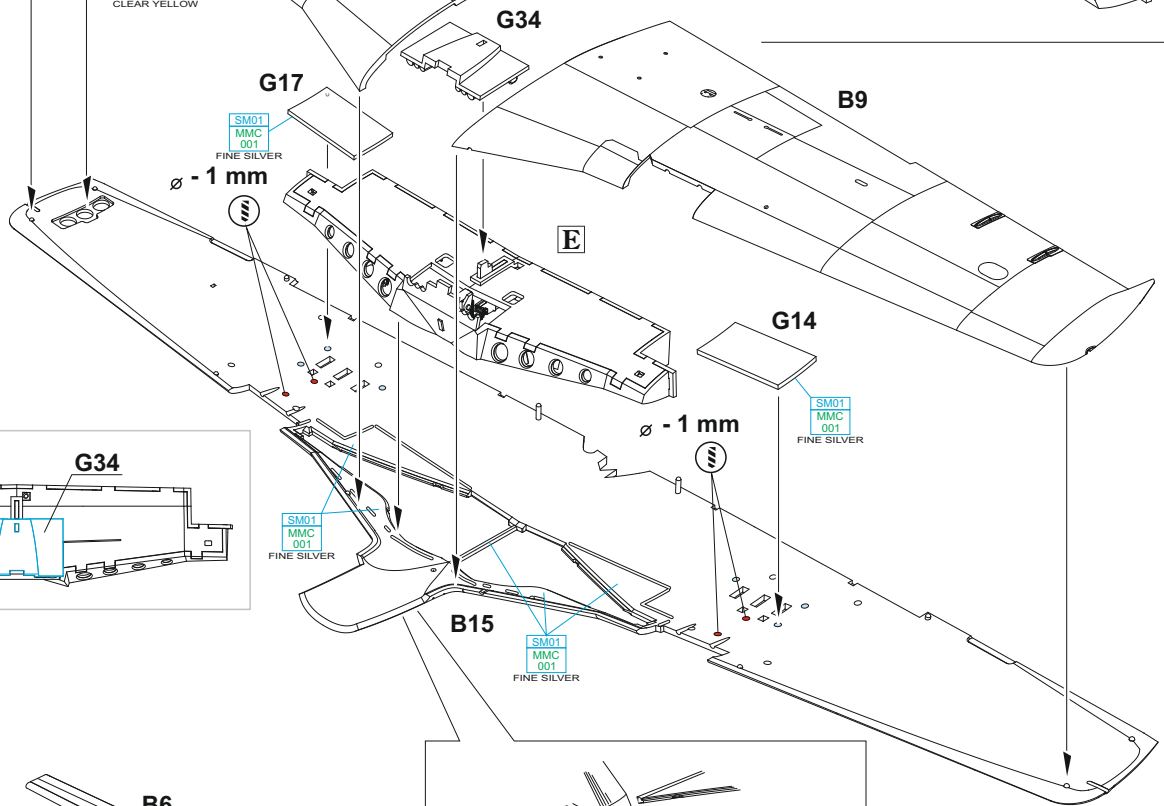 CLEAR YELLOW
G34
G17
B9
SM01
MMC
001
FINE SILVER
⌀ - 1 mm
E
G14
SM01
MMC
001
FINE SILVER
⌀ - 1 mm
G34
SM01
MMC
001
FINE SILVER
B15
SM01
MMC
001
FINE SILVER
B6